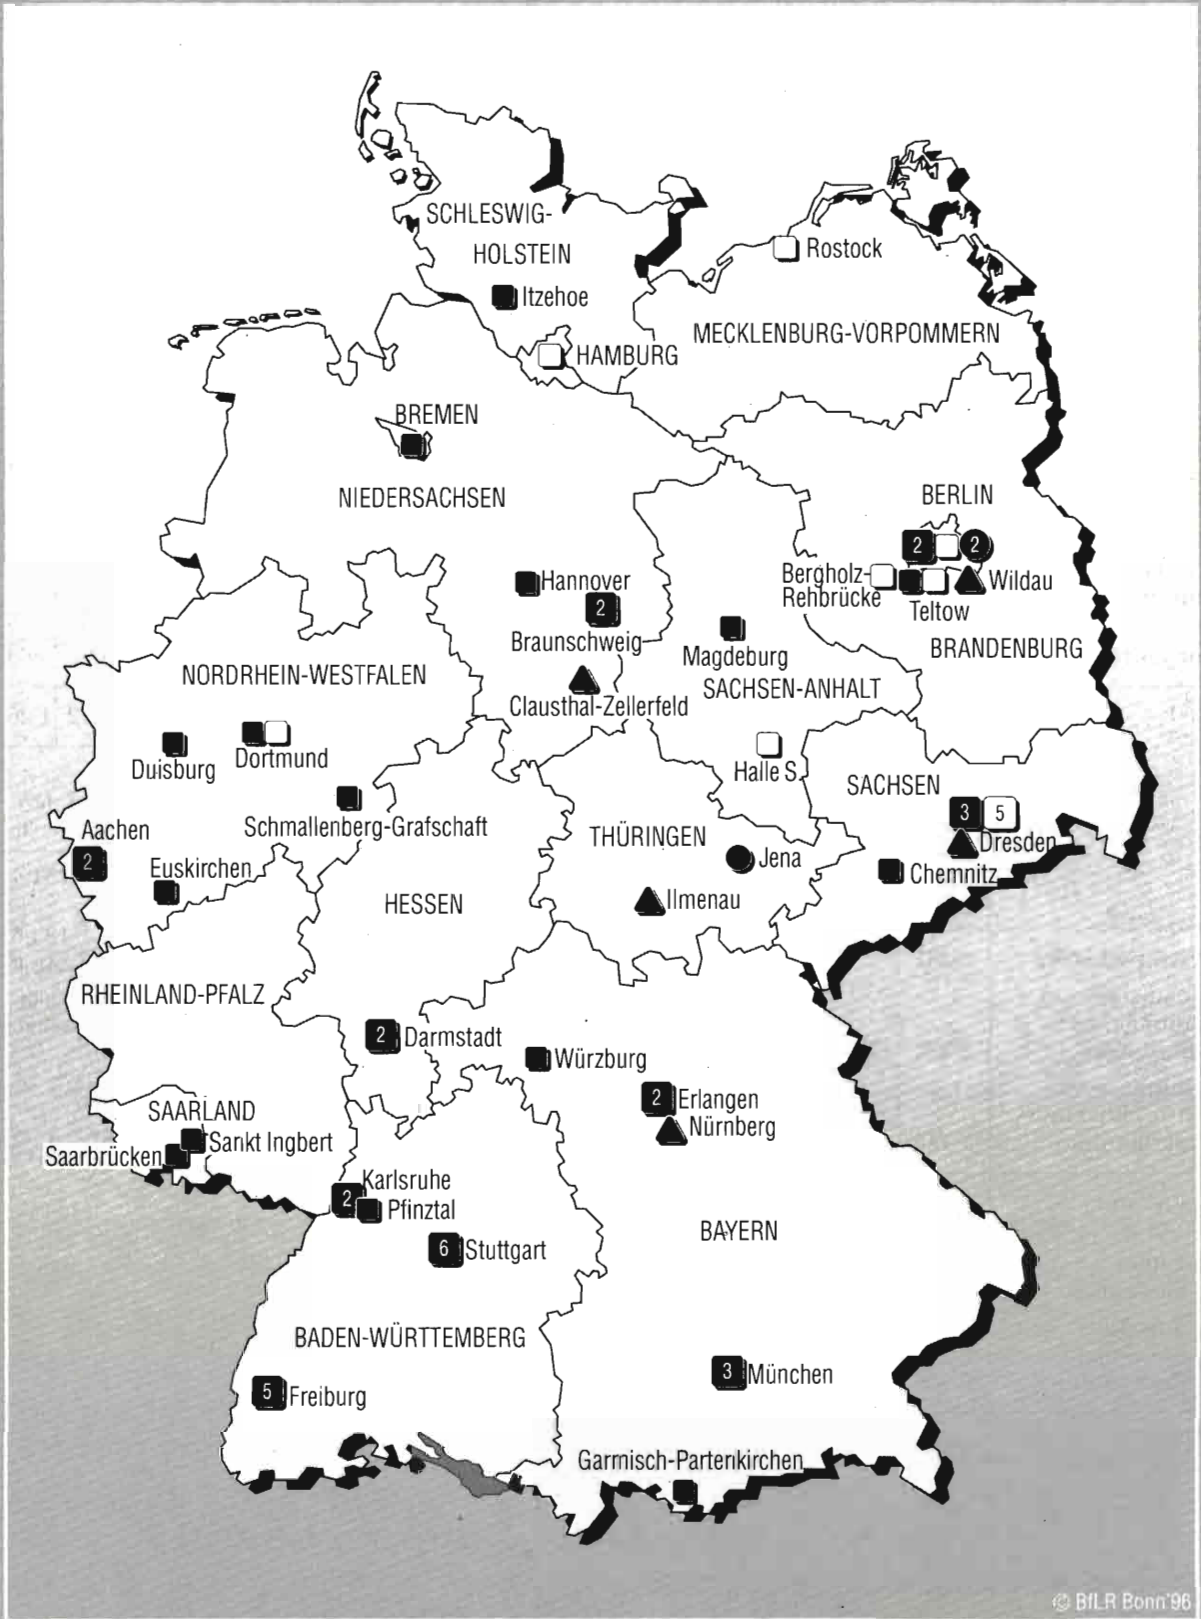 SCHLESWIG-
HOLSTEIN
Rostock
Itzehoe
MECKLENBURG-VORPOMMERN
HAMBURG
BREMEN
NIEDERSACHSEN
BERLIN
2
2
Bergholz-
Rehbrücke
Wildau
Teltow
Hannover
2
Braunschweig
Magdeburg
BRANDENBURG
NORDRHEIN-WESTFALEN
SACHSEN-ANHALT
Clausthal-Zellerfeld
Duisburg
Dortmund
Halle S.
SACHSEN
3
5
Schmallenberg-Grafschaft
Aachen
2
THÜRINGEN
Dresden
Jena
Euskirchen
Chemnitz
HESSEN
Ilmenau
RHEINLAND-PFALZ
2
Darmstadt
Würzburg
2
Erlangen
Nürnberg
SAARLAND
Sankt Ingbert
Saarbrücken
Karlsruhe
2
Pfinztal
BAYERN
6
Stuttgart
BADEN-WÜRTTEMBERG
3
München
5
Freiburg
Garmisch-Partenkirchen
© BfLR Bonn'96